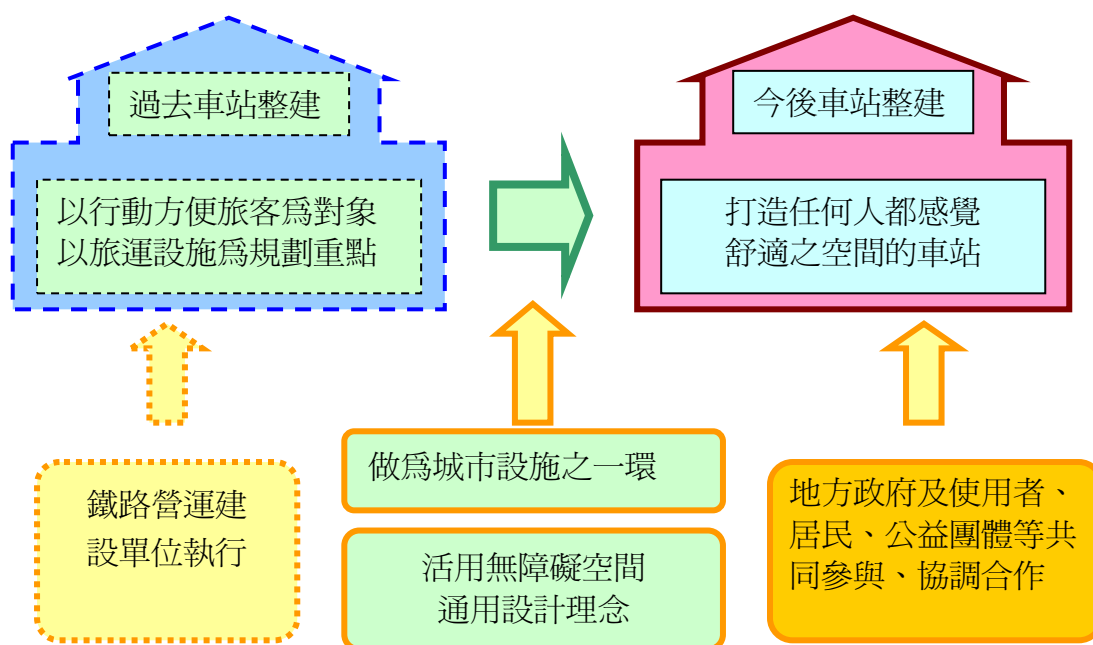 過去車站整建
以行動方便旅客爲對象
以旅運設施爲規劃重點
今後車站整建
打造任何人都感覺
舒適之空間的車站
鐵路營運建
設單位執行
做爲城市設施之一環
活用無障礙空間
通用設計理念
地方政府及使用者、
居民、公益團體等共
同參與、協調合作